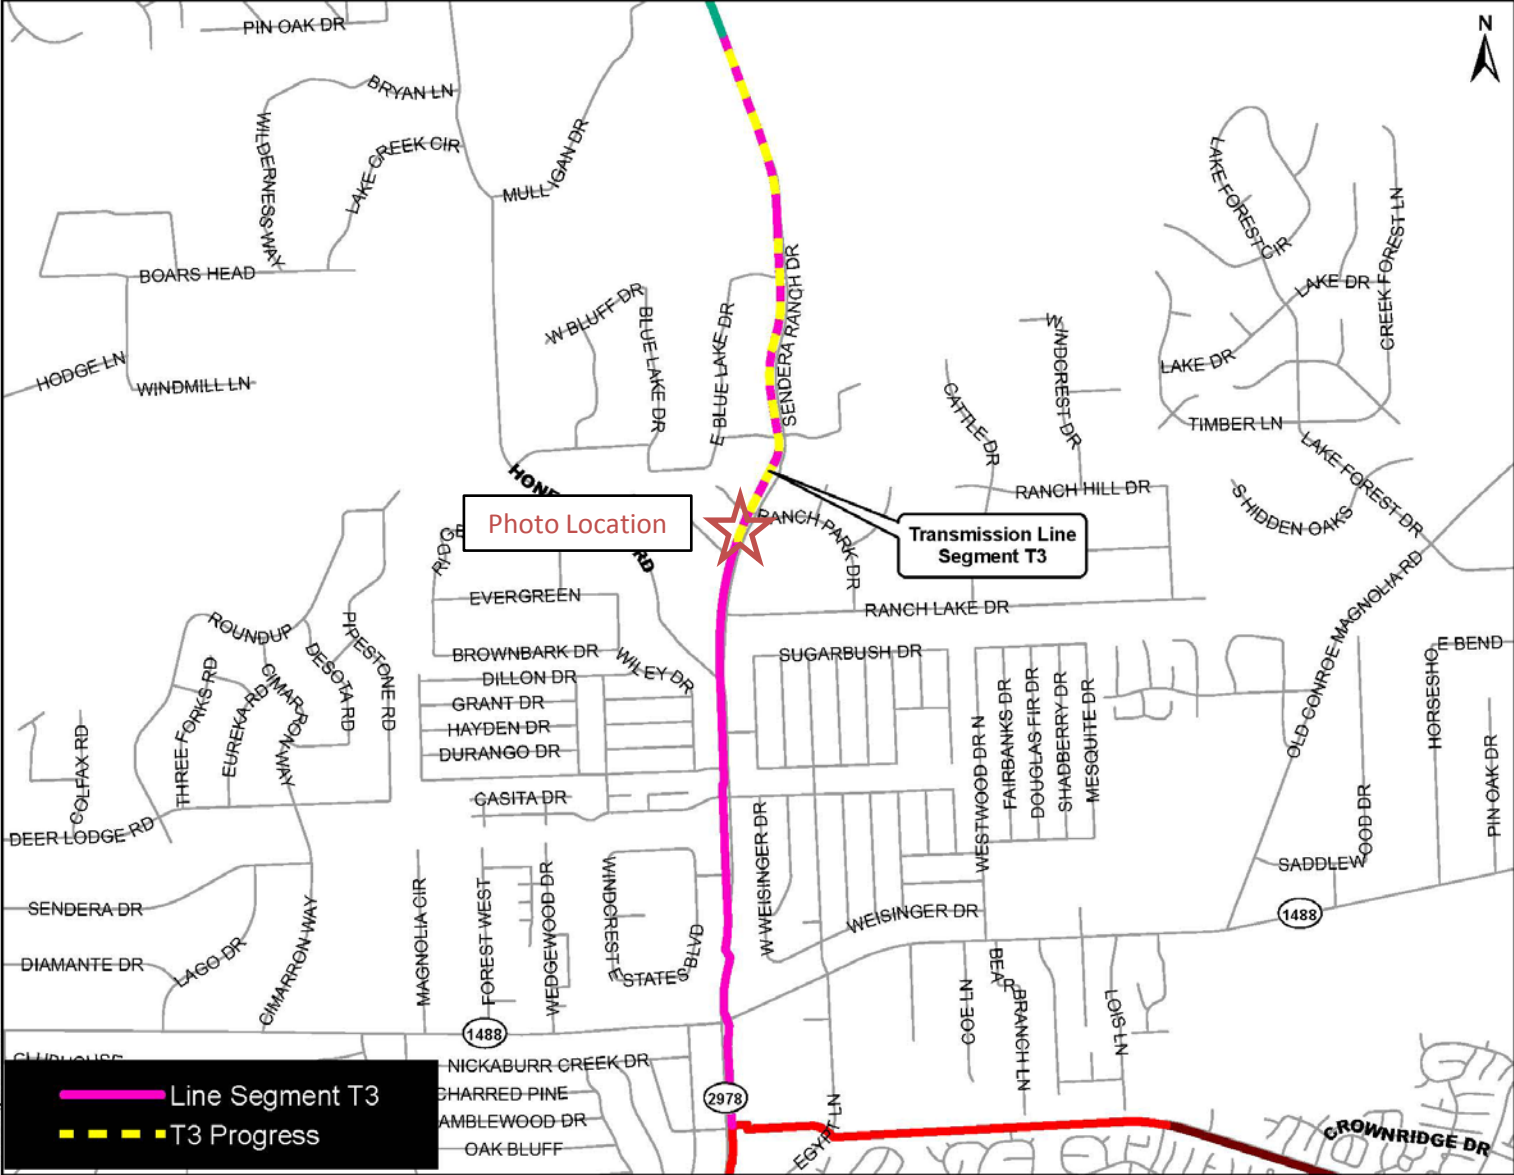 PIN OAK DR
N
BRYAN LN
WILDERNESS WAY
LAKE CREEK CIR
MULLIGAN DR
LAKE FOREST CIR
CREEK FOREST LN
BOARS HEAD
SENDERA RANCH DR
LAKE DR
W BLUFF DR
BLUE LAKE DR
E BLUE LAKE DR
WINDCREST DR
HODGE LN
WINDMILL LN
LAKE DR
CATTLE DR
TIMBER LN
LAKE FOREST DR
RANCH HILL DR
S HIDDEN OAKS
Photo Location
RANCH PARK DR
Transmission Line
Segment T3
RD
EVERGREEN
RANCH LAKE DR
OLD CONROE MAGNOLIA RD
ROUNDUP
PIPESTONE RD
DESOTA RD
BROWNBARK DR
WILEY DR
SUGARBUSH DR
E BEND
DILLON DR
THREE FORKS RD
EUREKA RD
CIMARRON WAY
GRANT DR
HAYDEN DR
DURANGO DR
COLFAX RD
WESTWOOD DR N
FAIRBANKS DR
DOUGLAS FIR DR
SHADBERRY DR
MESQUITE DR
HORSESHO
PIN OAK DR
CASITA DR
DEER LODGE RD
W WEISINGER DR
SADDLEWOOD DR
SENDERA DR
CIMARRON WAY
MAGNOLIA CIR
FOREST WEST
WEDGEWOOD DR
WINDCREST ESTATES BLVD
WEISINGER DR
1488
DIAMANTE DR
LAGO DR
COE LN
BEAR BRANCH LN
LOIS LN
1488
NICKABURR CREEK DR
CHARRED PINE
AMBLEWOOD DR
OAK BLUFF
2978
EGYPT LN
CROWNRIDGE DR
Line Segment T3
T3 Progress